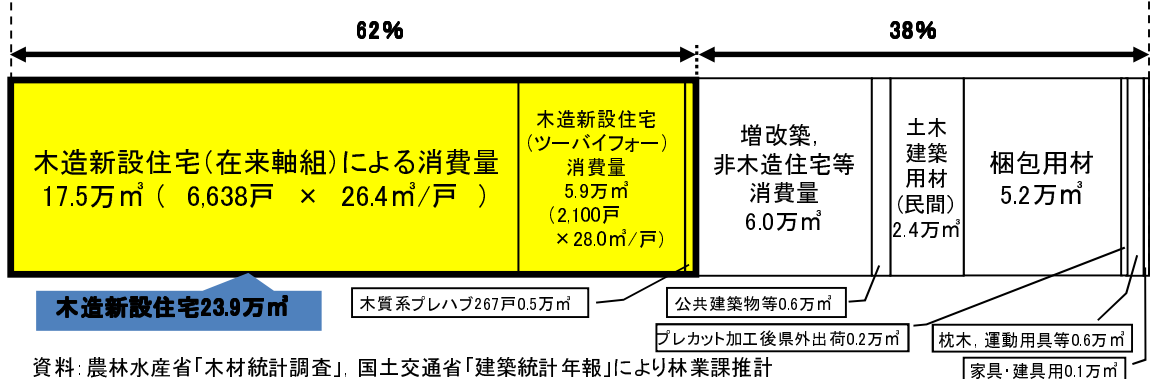 62%
38%
木造新設住宅(在来軸組)による消費量
17.5万㎥( 6,638戸 × 26.4㎥/戸 )
木造新設住宅
(ツーバイフォー)
消費量
5.9万㎥
(2,100戸
×28.0㎥/戸)
増改築,
非木造住宅等
消費量
6.0万㎥
土木
建築
用材
(民間)
2.4万㎥
梱包用材
5.2万㎥
木造新設住宅23.9万㎥
木質系プレハブ267戸0.5万㎥
公共建築物等0.6万㎥
プレカット加工後県外出荷0.2万㎥
枕木,運動用具等0.6万㎥
家具・建具用0.1万㎥
資料:農林水産省「木材統計調査」,国土交通省「建築統計年報」により林業課推計